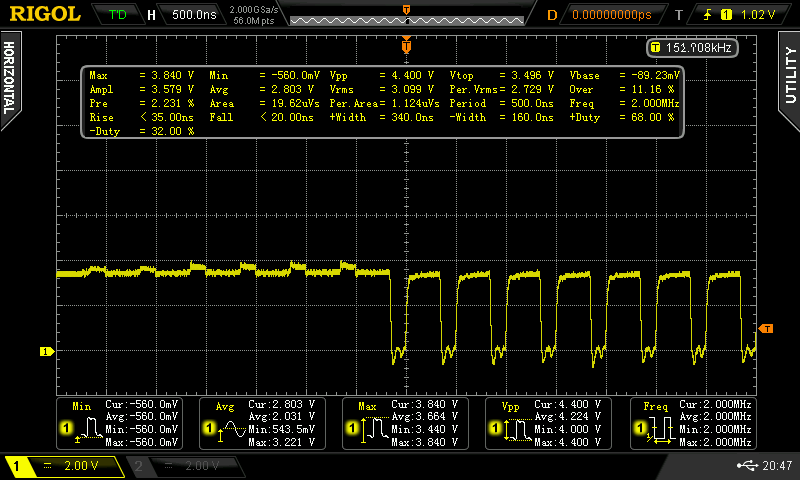 RIGOL T'D H 500.0ns 2.000GSa/s D 0.00000000ps T 1 1.02 V
56.0M pts
HORIZONTAL
UTILITY
T
Max = 3.840 V Min = -560.0mV Vpp = 4.400 V Vtop = 3.496 V Vbase = -89.23mV
Ampl = 3.579 V Avg = 2.803 V Vrms = 3.099 V Per.Vrms= 2.729 V Over = 11.16 %
Pre = 2.231 % Area = 19.62uVs Per.Area= 1.124uVs Period = 500.0ns Freq = 2.000MHz
Rise < 35.00ns Fall < 20.00ns +Width = 340.0ns -Width = 160.0ns +Duty = 68.00 %
-Duty = 32.00 %
T
1
Min Cur:-560.0mV Avg Cur:2.803 V Max Cur:3.840 V Vpp Cur:4.400 V Freq Cur:2.000MHz
1 Avg:-560.0mV 1 Avg:2.031 V 1 Avg:3.664 V 1 Avg:4.224 V 1 Avg:2.000MHz
Min:-560.0mV Min:543.5mV Min:3.440 V Min:4.000 V Min:2.000MHz
Max:-560.0mV Max:3.221 V Max:3.840 V Max:4.400 V Max:2.000MHz
1 2.00 V 2 2.00 V 20:47